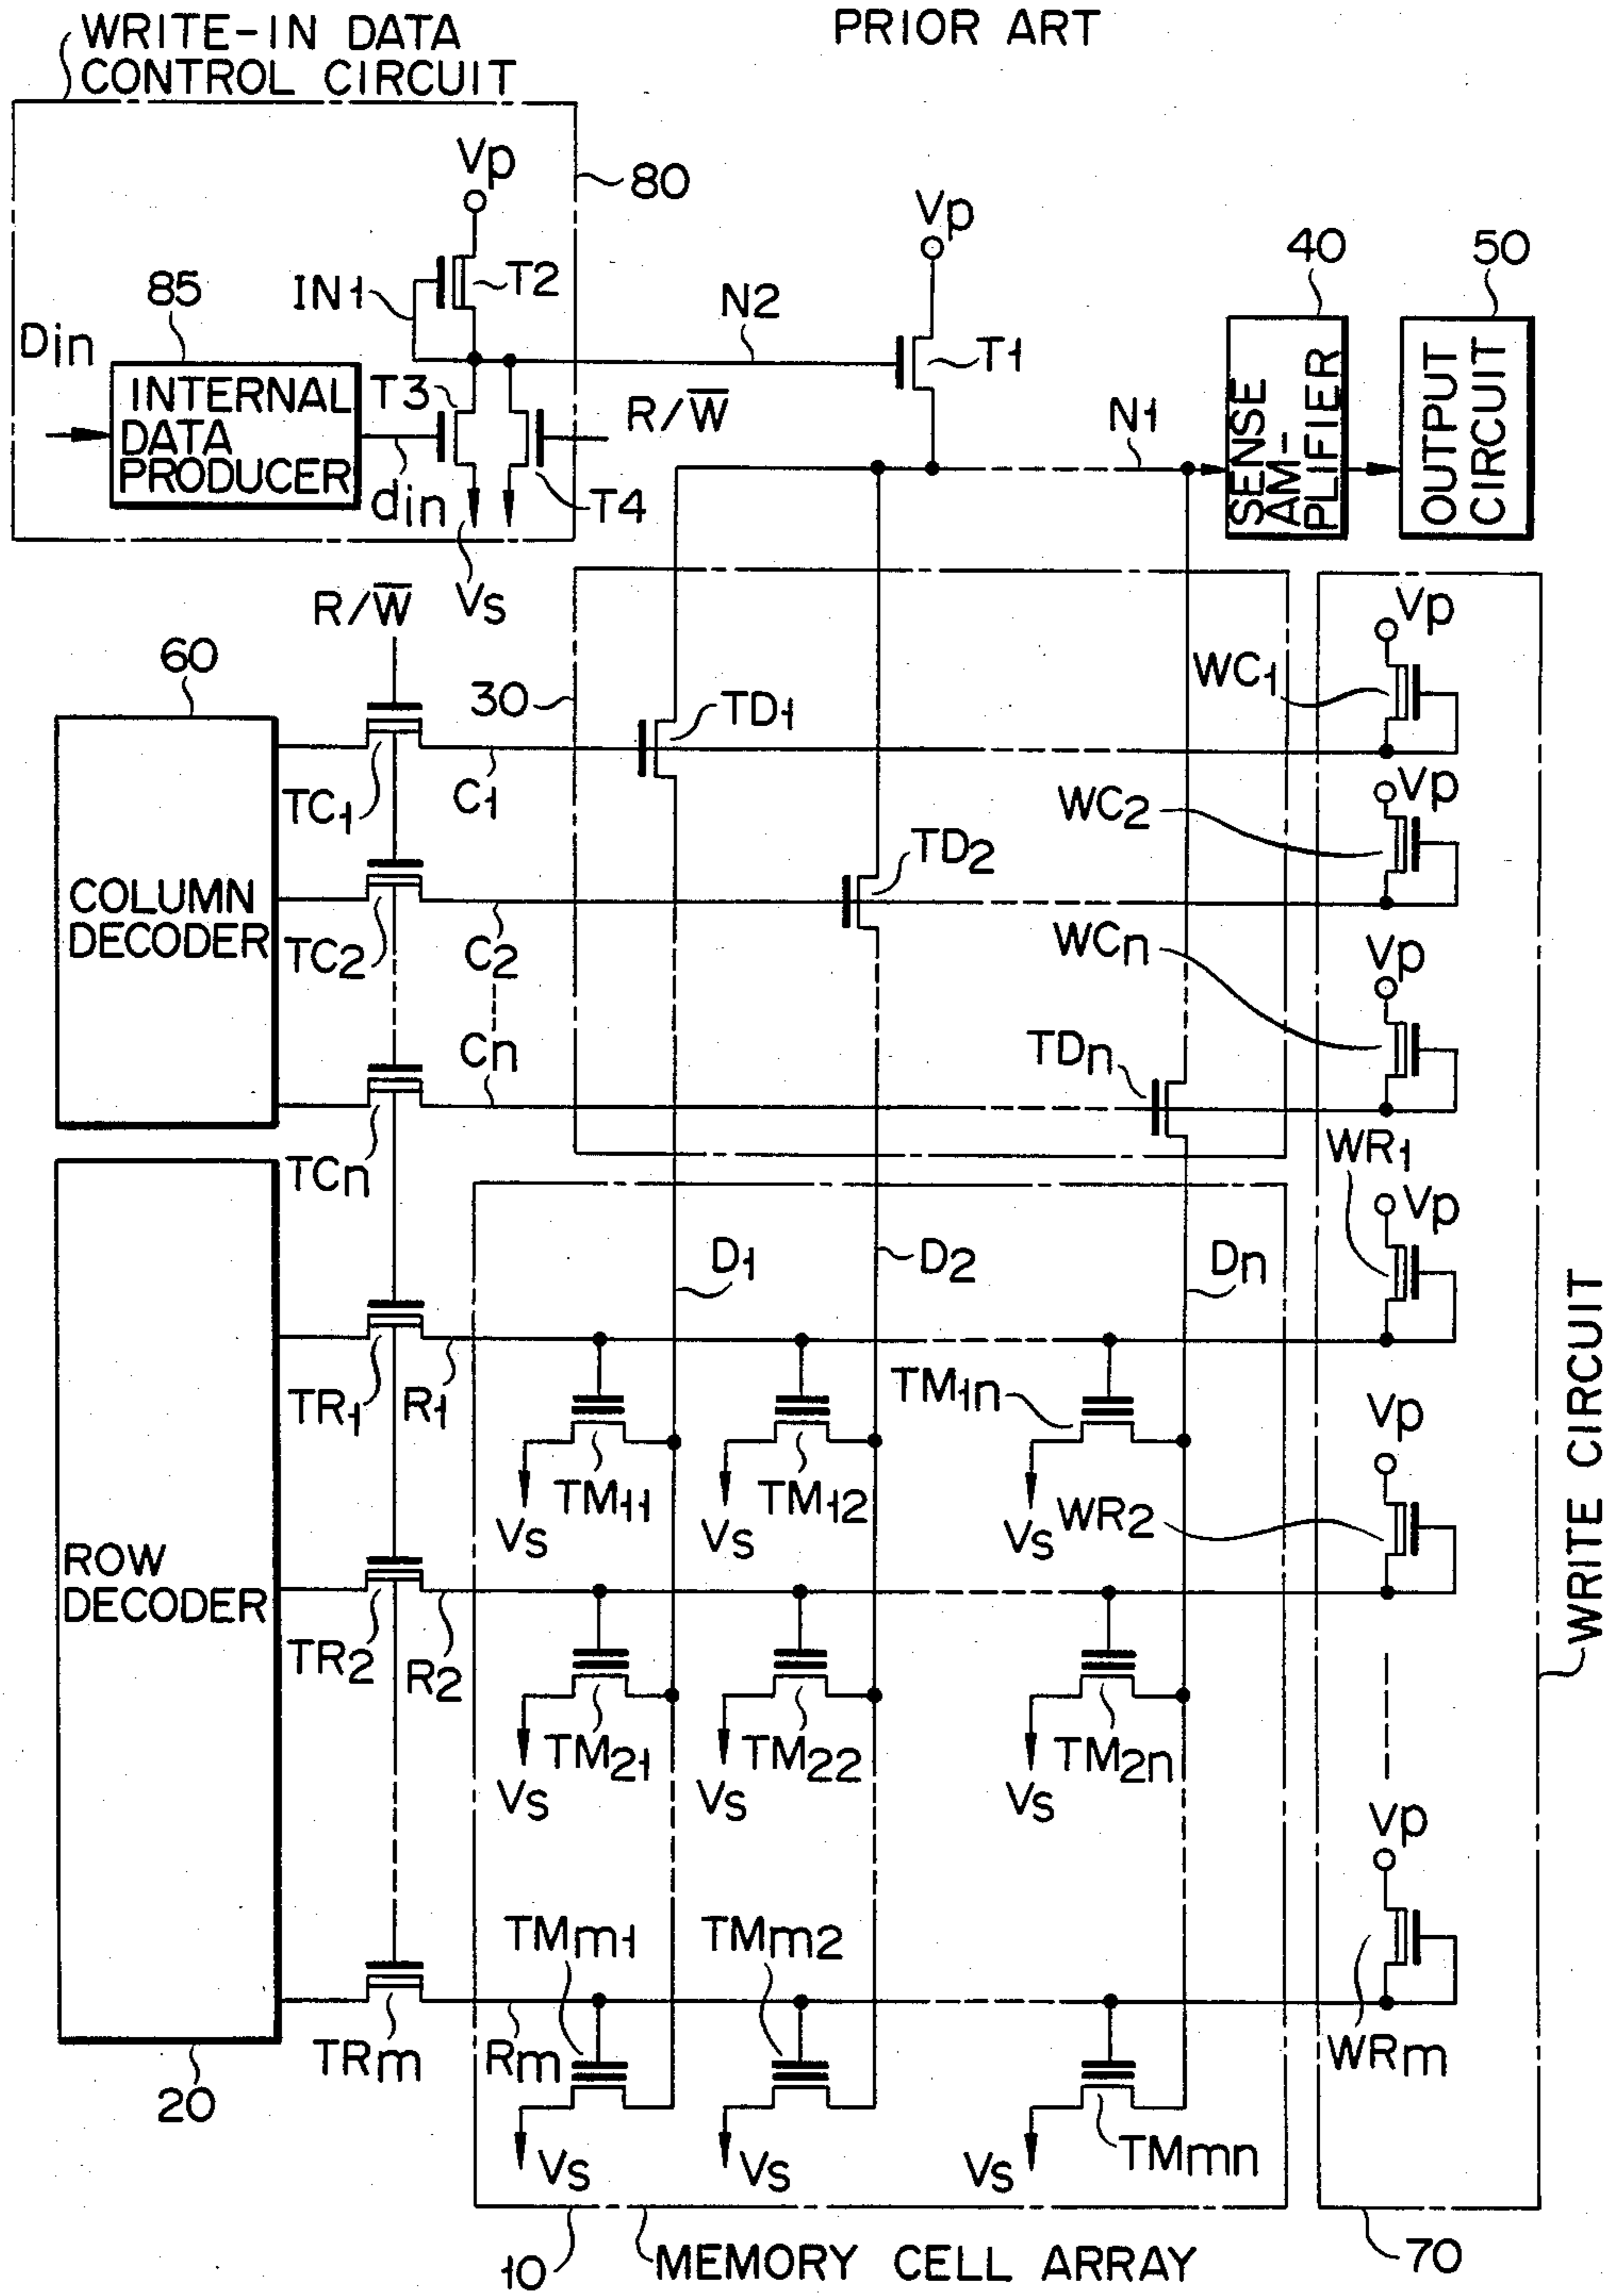 WRITE-IN DATA
CONTROL CIRCUIT
PRIOR ART
Vp
80
Vp
40
50
85
IN1
T2
N2
T1
Din
INTERNAL
DATA
PRODUCER
T3
R/W̅
N1
SENSE
AM-
PLIFIER
OUTPUT
CIRCUIT
din
T4
Vs
R/W̅
60
30
TD1
WC1
Vp
TC1
C1
WC2
Vp
TD2
COLUMN
DECODER
TC2
C2
WCn
Vp
Cn
TDn
TCn
WR1
Vp
D1
D2
Dn
WRITE CIRCUIT
TR1
R1
TM1n
Vp
TM11
TM12
WR2
Vs
Vs
Vs
ROW
DECODER
TR2
R2
TM21
TM22
TM2n
Vs
Vs
Vs
Vp
TMm1
TMm2
TRm
Rm
WRm
20
Vs
Vs
Vs
TMmn
10
MEMORY CELL ARRAY
70